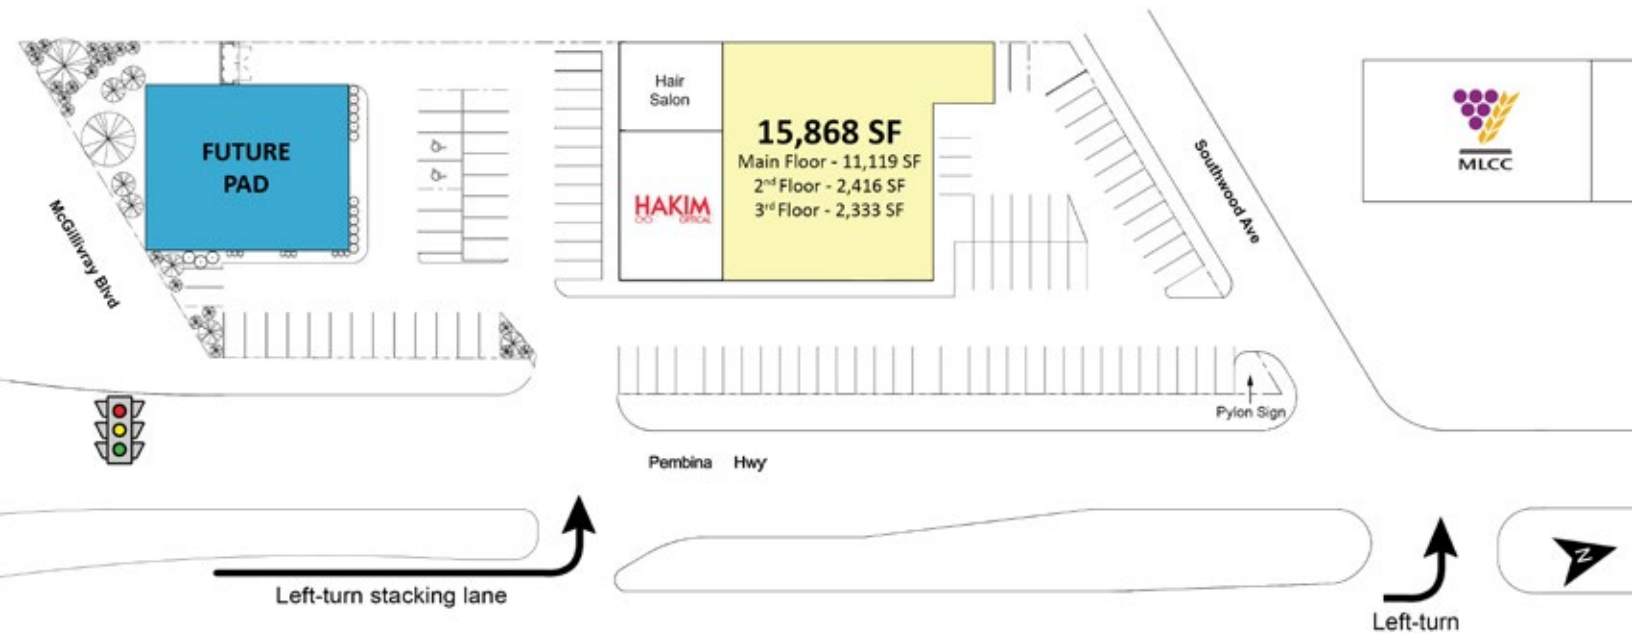 FUTURE
PAD
McGillivray Blvd
Hair
Salon
HAKIM
OPTICAL
15,868 SF
Main Floor - 11,119 SF
2nd Floor - 2,416 SF
3rd Floor - 2,333 SF
Southwood Ave
MLCC
Pylon Sign
Pembina Hwy
Left-turn stacking lane
Left-turn
N